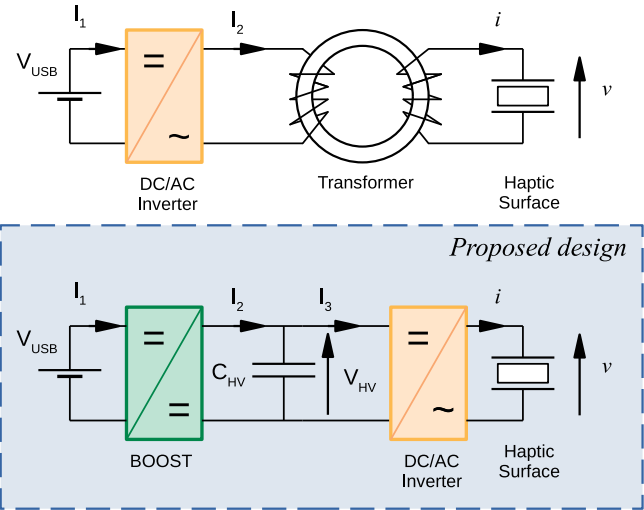 I1
I2
i
VUSB
=
~
v
DC/AC
Inverter
Transformer
Haptic
Surface
Proposed design
I1
I2
I3
i
VUSB
=
=
CHV
VHV
=
~
v
BOOST
DC/AC
Inverter
Haptic
Surface